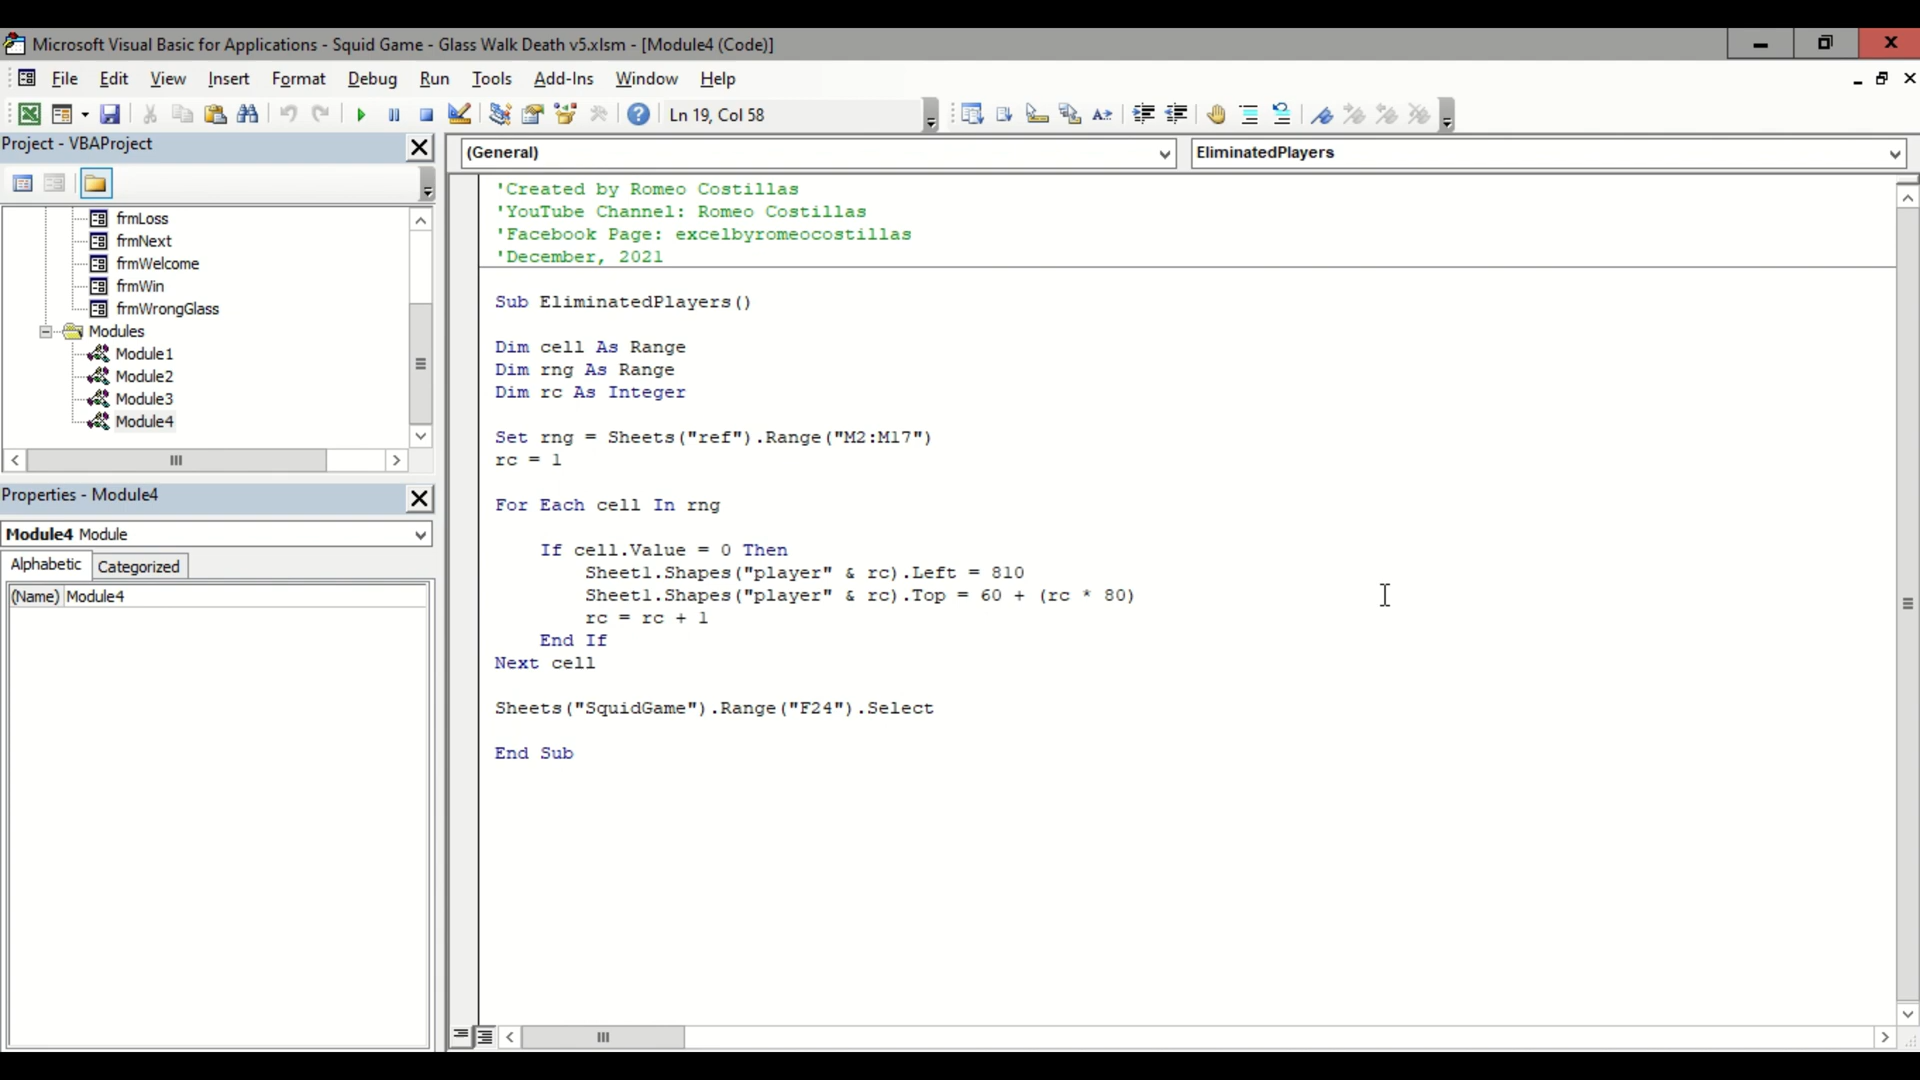 Microsoft Visual Basic for Applications - Squid Game - Glass Walk Death v5.xlsm - [Module4 (Code)]
File Edit View Insert Format Debug Run Tools Add-Ins Window Help
Ln 19, Col 58
Project - VBAProject
frmLoss
frmNext
frmWelcome
frmWin
frmWrongGlass
Modules
Module1
Module2
Module3
Module4
Properties - Module4
Module4 Module
Alphabetic Categorized
(Name) Module4
(General) EliminatedPlayers
'Created by Romeo Costillas
'YouTube Channel: Romeo Costillas
'Facebook Page: excelbyromeocostillas
'December, 2021
Sub EliminatedPlayers()
Dim cell As Range
Dim rng As Range
Dim rc As Integer
Set rng = Sheets("ref").Range("M2:M17")
rc = 1
For Each cell In rng
If cell.Value = 0 Then
Sheet1.Shapes("player" & rc).Left = 810
Sheet1.Shapes("player" & rc).Top = 60 + (rc * 80)
rc = rc + 1
End If
Next cell
Sheets("SquidGame").Range("F24").Select
End Sub